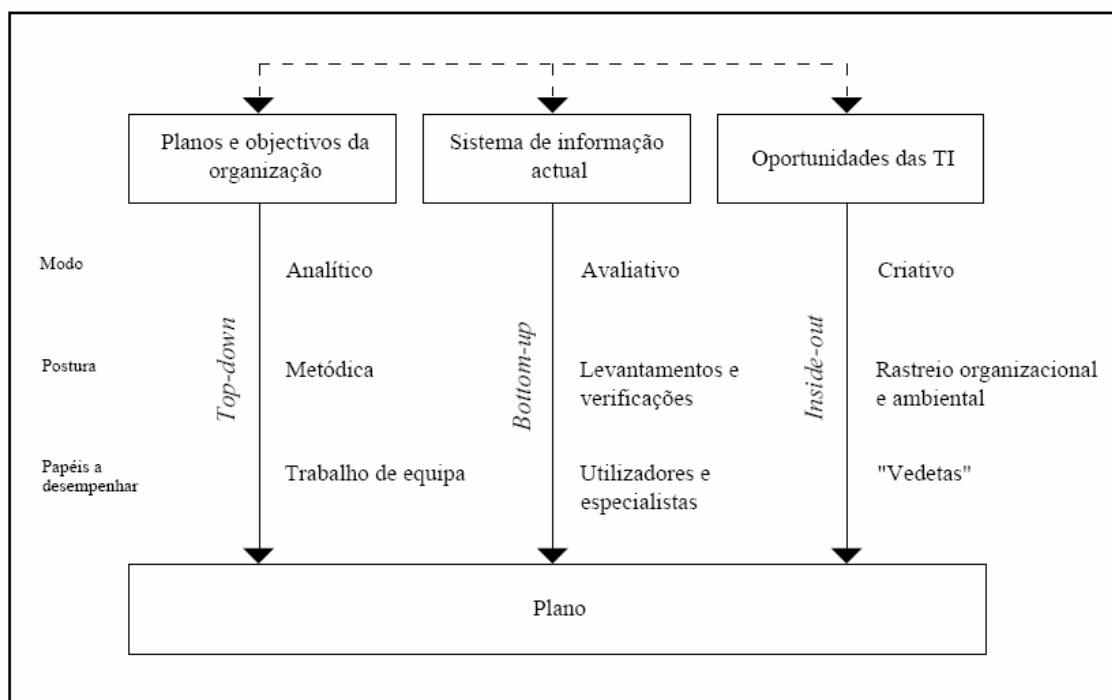 Planos e objectivos da
organização
Sistema de informação
actual
Oportunidades das TI
Modo
Analítico
Avaliativo
Criativo
Top-down
Bottom-up
Inside-out
Postura
Metódica
Levantamentos e
verificações
Rastreio organizacional
e ambiental
Papéis a
desempenhar
Trabalho de equipa
Utilizadores e
especialistas
"Vedetas"
Plano